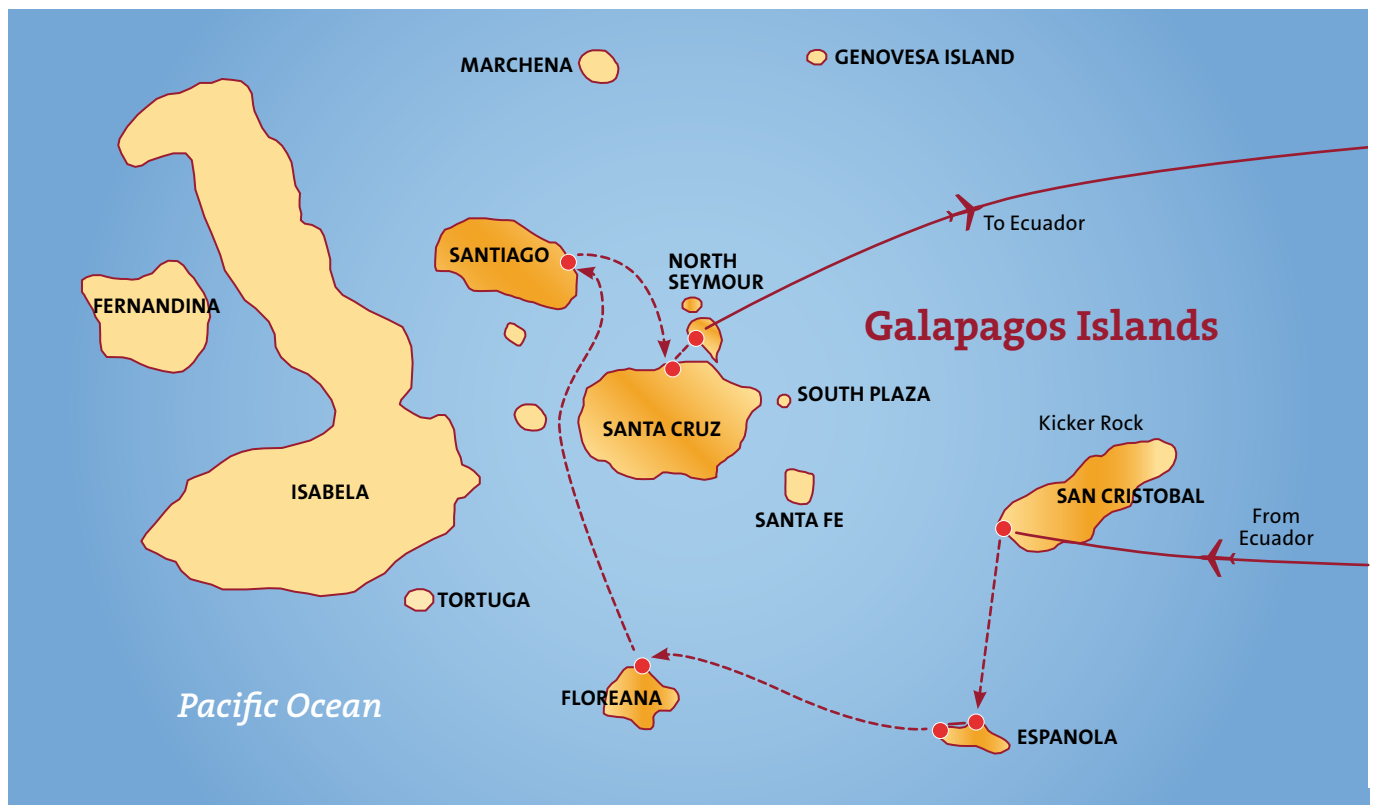 MARCHENA
GENOVESA ISLAND
To Ecuador
SANTIAGO
NORTH
SEYMOUR
FERNANDINA
Galapagos Islands
SOUTH PLAZA
Kicker Rock
SANTA CRUZ
ISABELA
SAN CRISTOBAL
SANTA FE
From
Ecuador
TORTUGA
FLOREANA
Pacific Ocean
ESPANOLA